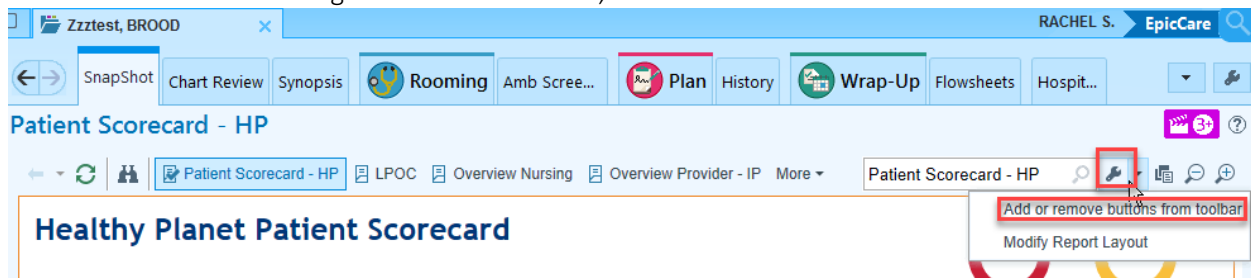 Zzztest, BROOD × RACHEL S. EpicCare
SnapShot Chart Review Synopsis Rooming Amb Scree... Plan History Wrap-Up Flowsheets Hospit...
Patient Scorecard - HP 3+ ?
Patient Scorecard - HP LPOC Overview Nursing Overview Provider - IP More Patient Scorecard - HP
Add or remove buttons from toolbar
Healthy Planet Patient Scorecard
Modify Report Layout